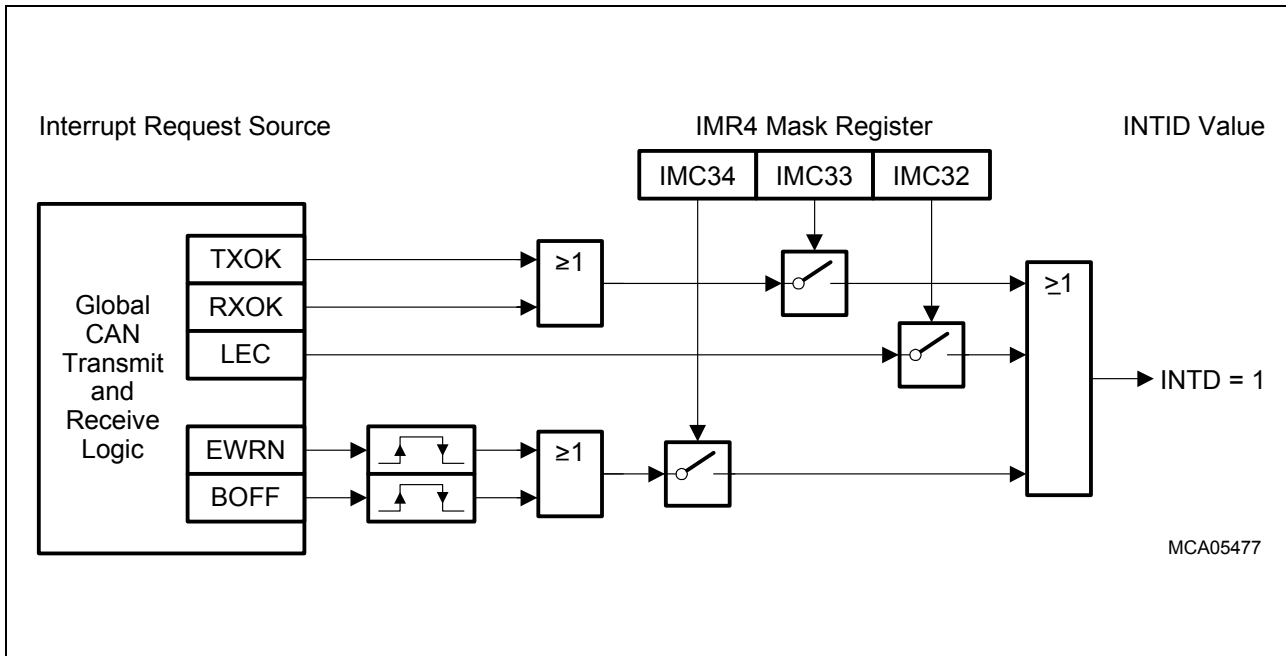 Interrupt Request Source
IMR4 Mask Register
INTID Value
IMC34
IMC33
IMC32
Global
CAN
Transmit
and
Receive
Logic
TXOK
RXOK
LEC
EWRN
BOFF
≥1
≥1
≥1
INTD = 1
MCA05477